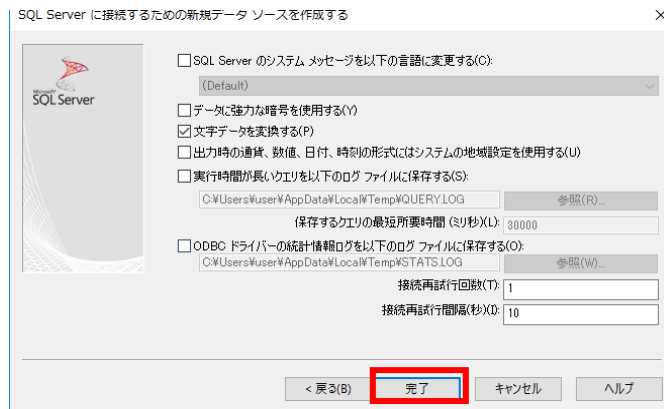 SQL Server に接続するための新規データ ソースを作成する
Microsoft
SQL Server
SQL Server のシステム メッセージを以下の言語に変更する(C):
(Default)
データに強力な暗号を使用する(Y)
文字データを変換する(P)
出力時の通貨、数値、日付、時刻の形式にはシステムの地域設定を使用する(U)
実行時間が長いクエリを以下のログ ファイルに保存する(S):
C:¥Users¥user¥AppData¥Local¥Temp¥QUERY.LOG 参照(R)...
保存するクエリの最短所要時間 (ミリ秒)(L): 30000
ODBC ドライバーの統計情報ログを以下のログ ファイルに保存する(O):
C:¥Users¥user¥AppData¥Local¥Temp¥STATS.LOG 参照(W)...
接続再試行回数(T): 1
接続再試行間隔(秒)(I): 10
< 戻る(B) 完了 キャンセル ヘルプ